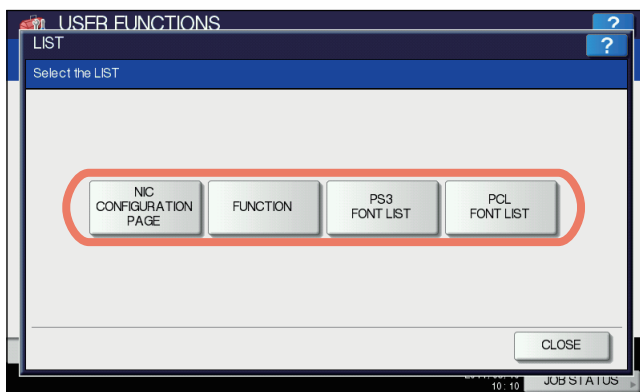 USER FUNCTIONS
?
LIST
?
Select the LIST
NIC
CONFIGURATION
PAGE
FUNCTION
PS3
FONT LIST
PCL
FONT LIST
CLOSE
10 : 10
JOB STATUS